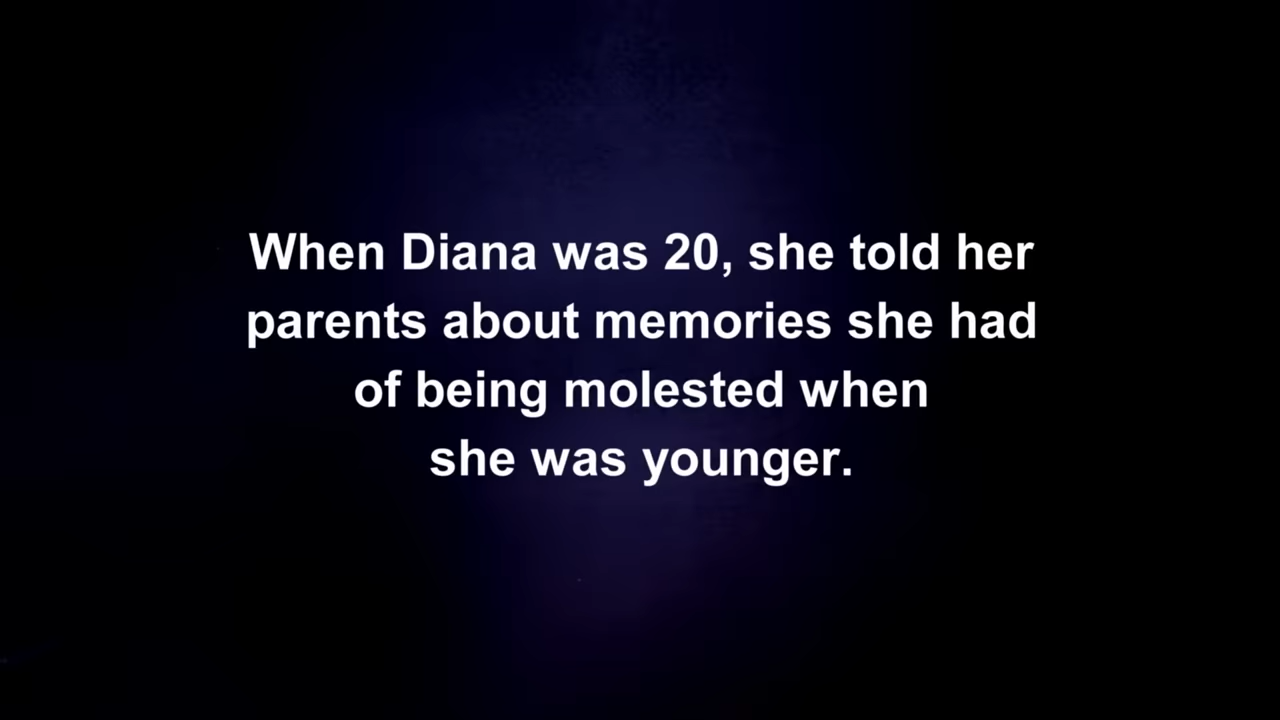 When Diana was 20, she told her
parents about memories she had
of being molested when
she was younger.